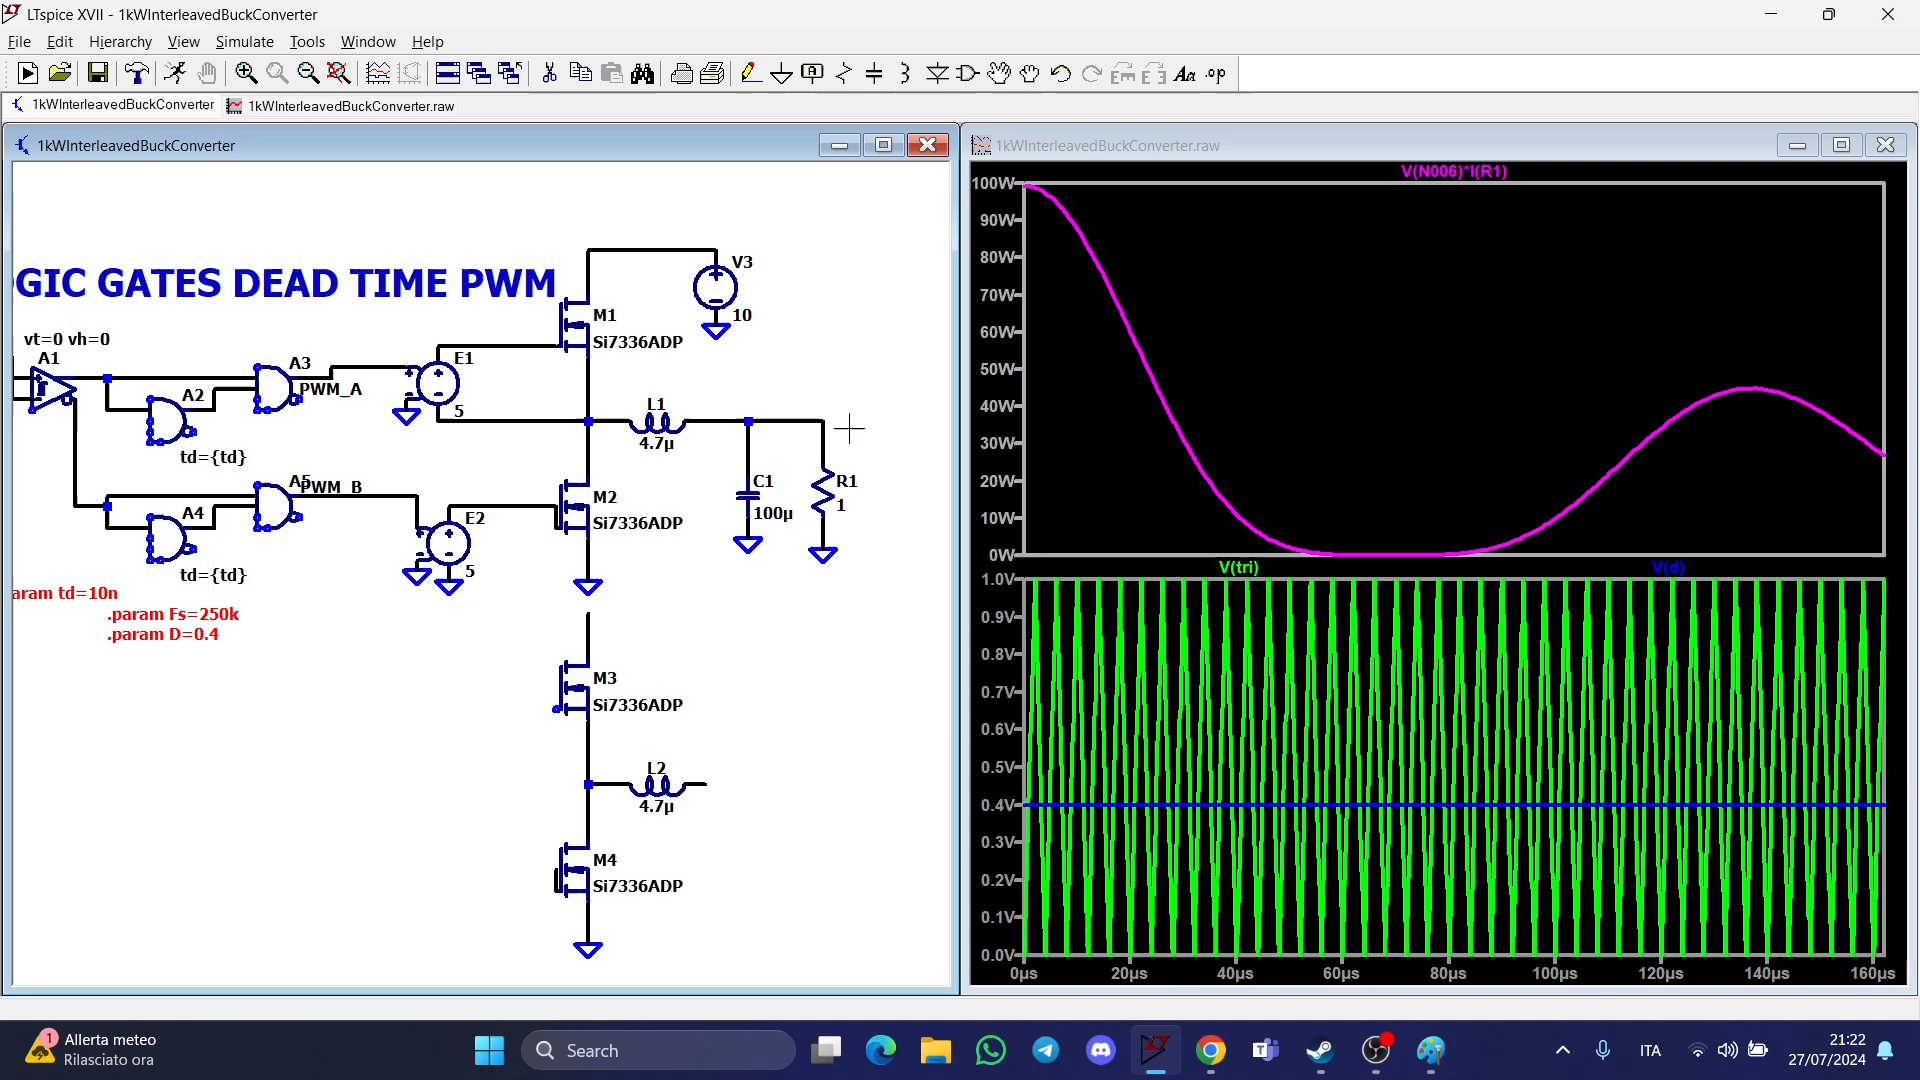 LTspice XVII - 1kWInterleavedBuckConverter
File Edit Hierarchy View Simulate Tools Window Help
.op
1kWInterleavedBuckConverter 1kWInterleavedBuckConverter.raw
1kWInterleavedBuckConverter
GIC GATES DEAD TIME PWM
vt=0 vh=0
A1
A2
A3
PWM_A
td={td}
A4
A5
PWM_B
td={td}
aram td=10n
.param Fs=250k
.param D=0.4
E1
5
E2
5
V3
10
M1
Si7336ADP
L1
4.7µ
M2
Si7336ADP
C1
100µ
R1
1
M3
Si7336ADP
L2
4.7µ
M4
Si7336ADP
1kWInterleavedBuckConverter.raw
V(N006)*I(R1)
100W
90W
80W
70W
60W
50W
40W
30W
20W
10W
0W
V(tri) V(d)
1.0V
0.9V
0.8V
0.7V
0.6V
0.5V
0.4V
0.3V
0.2V
0.1V
0.0V
0µs 20µs 40µs 60µs 80µs 100µs 120µs 140µs 160µs
1
Allerta meteo
Rilasciato ora
Search
ITA
21:22
27/07/2024